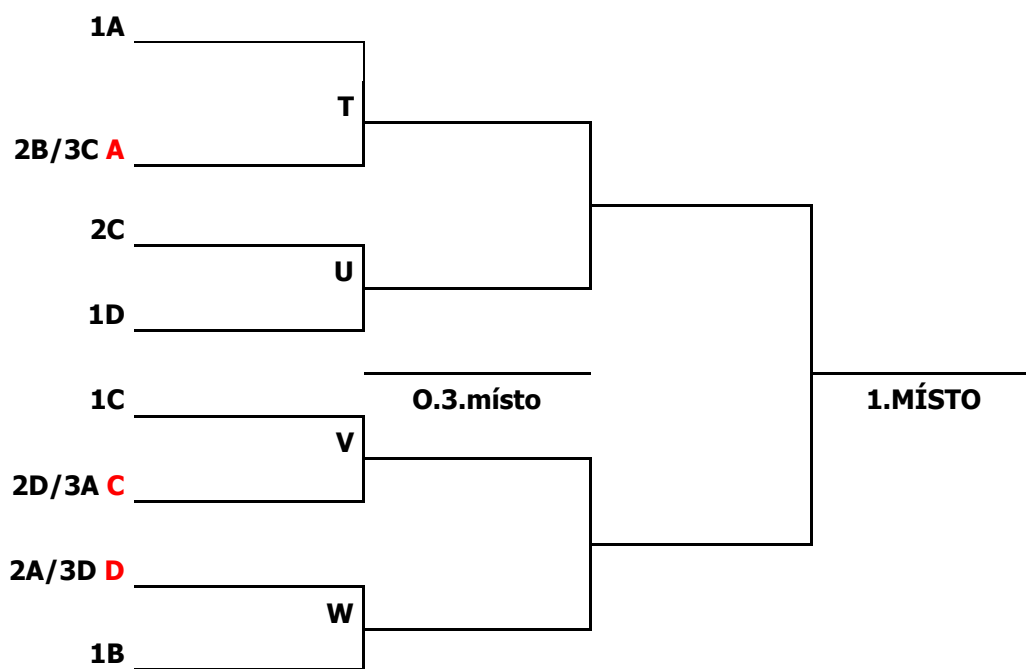 1A
T
2B/3C A
2C
U
1D
1C
O.3.místo
1.MÍSTO
V
2D/3A C
2A/3D D
W
1B